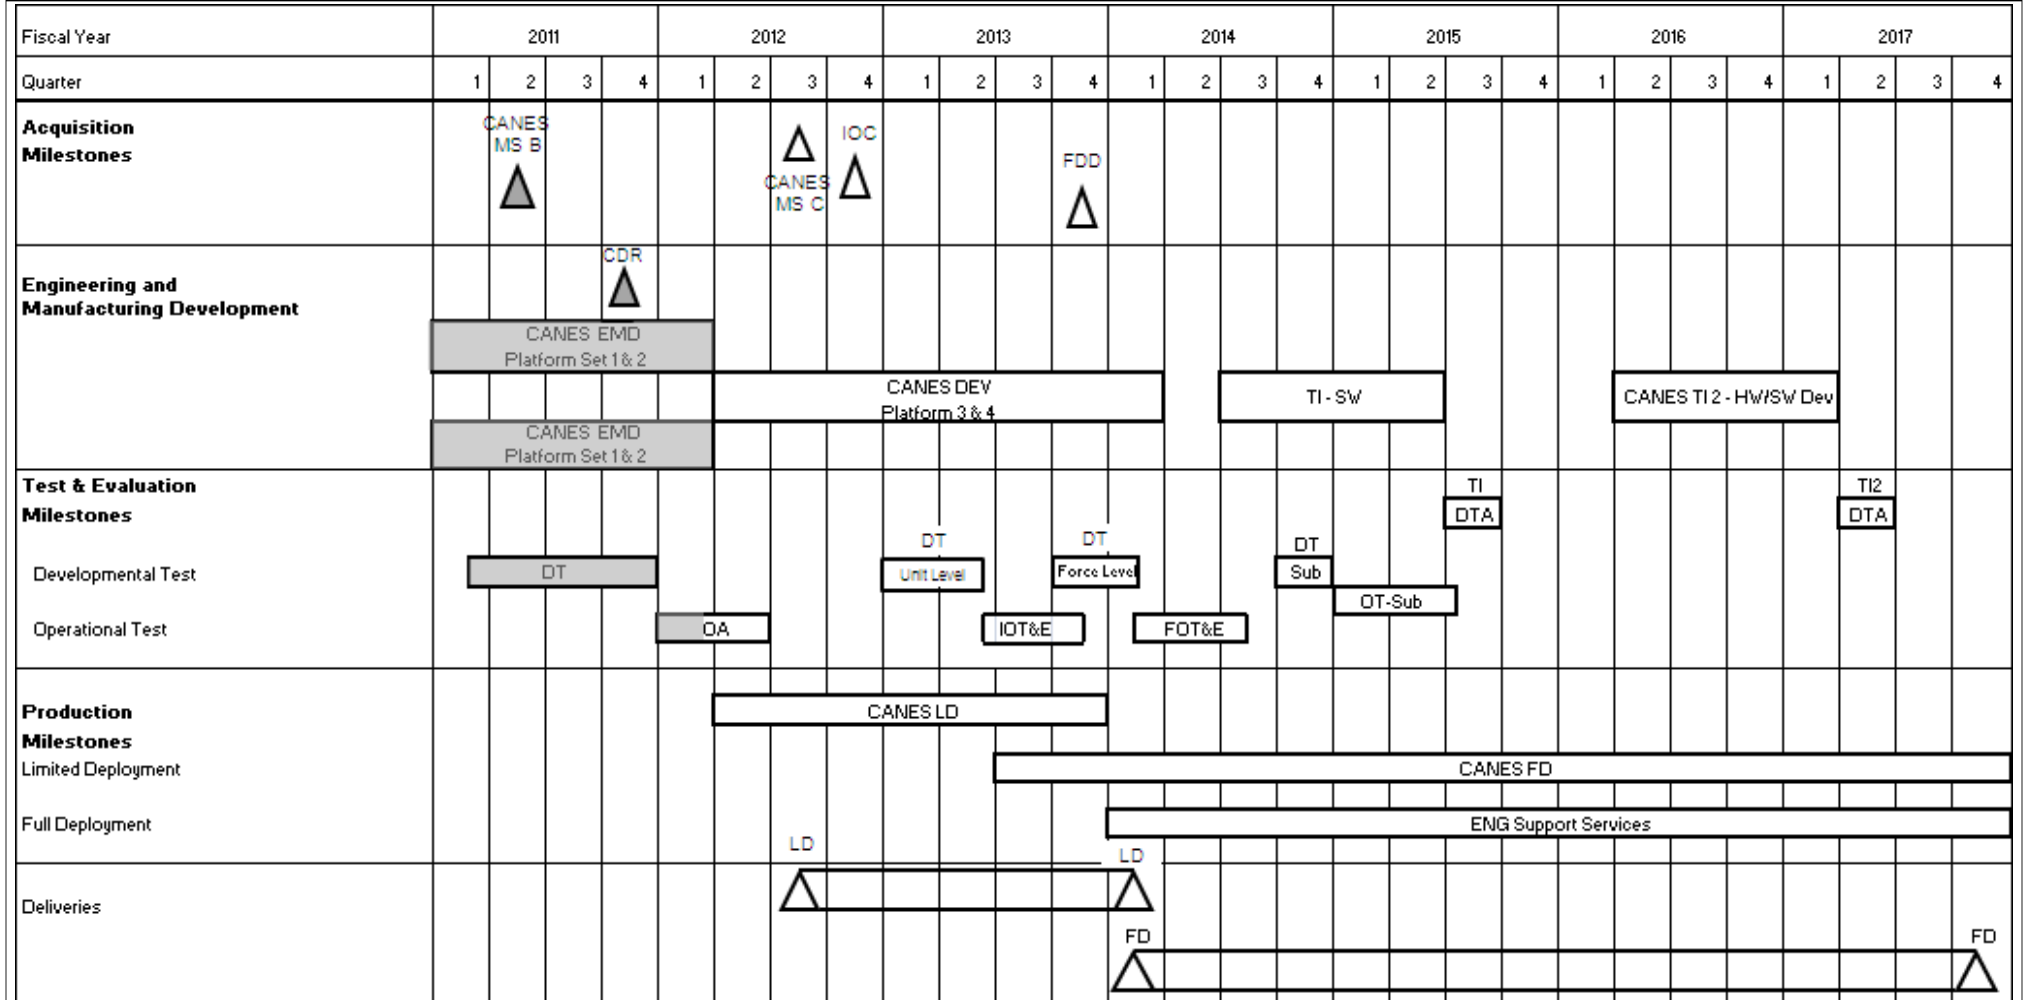 Fiscal Year 2011 2012 2013 2014 2015 2016 2017
Quarter 1 2 3 4 1 2 3 4 1 2 3 4 1 2 3 4 1 2 3 4 1 2 3 4 1 2 3 4
Acquisition
Milestones
CANES
MS B
CANES
MS C
IOC
FDD
Engineering and
Manufacturing Development
CDR
CANES EMD
Platform Set 1 & 2
CANES DEV
Platform 3 & 4
TI - SW
CANES TI 2 - HW/SW Dev
CANES EMD
Platform Set 1 & 2
Test & Evaluation
Milestones
TI
DTA
TI2
DTA
Developmental Test
DT
DT
Unit Level
DT
Force Level
DT
Sub
OT-Sub
Operational Test
OA
IOT&E
FOT&E
Production
Milestones
CANES LD
Limited Deployment
CANES FD
Full Deployment
ENG Support Services
LD
LD
Deliveries
FD
FD